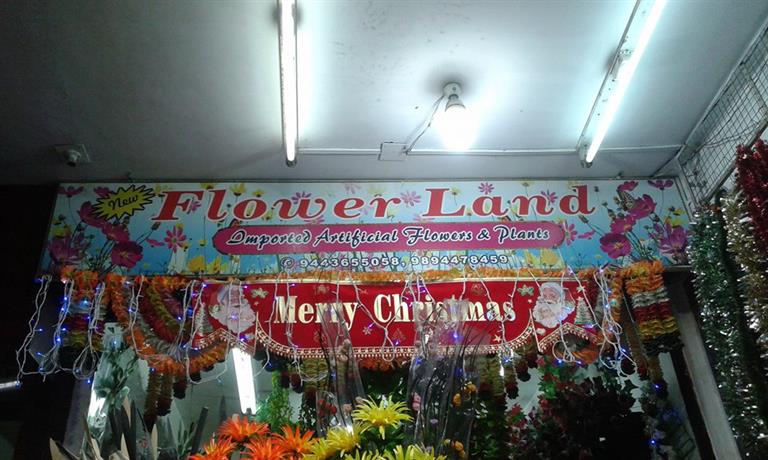 New
Flower Land
Imported Artificial Flowers & Plants
9443655058, 9894478459
Merry Christmas